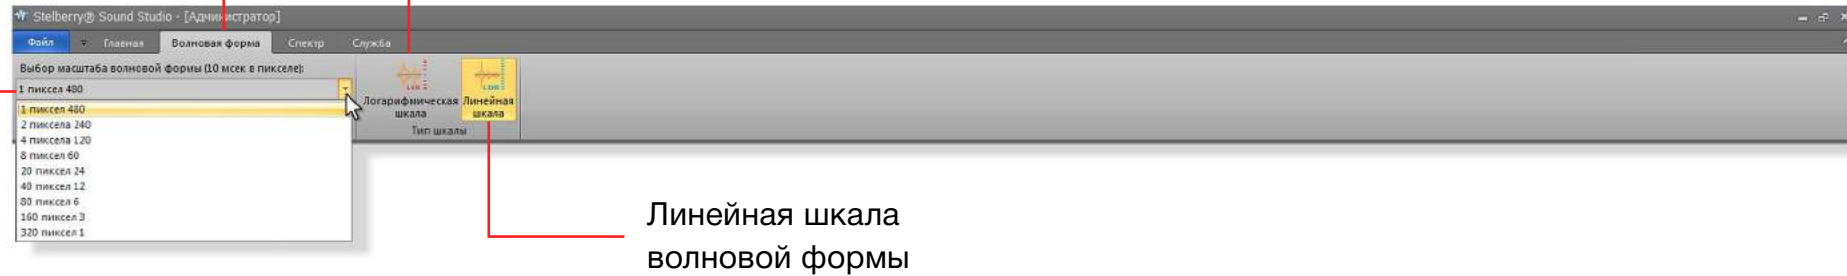 Stelberry® Sound Studio - [Администратор]
Файл Главная Волновая форма Спектр Служба
Выбор масштаба волновой формы (10 мсек в пикселе):
1 пиксел 480
1 пиксел 480
2 пиксела 240
4 пиксела 120
8 пиксел 60
20 пиксел 24
40 пиксел 12
80 пиксел 6
160 пиксел 3
320 пиксел 1
Логарифмическая Линейная
шкала шкала
Тип шкалы
Линейная шкала
волновой формы